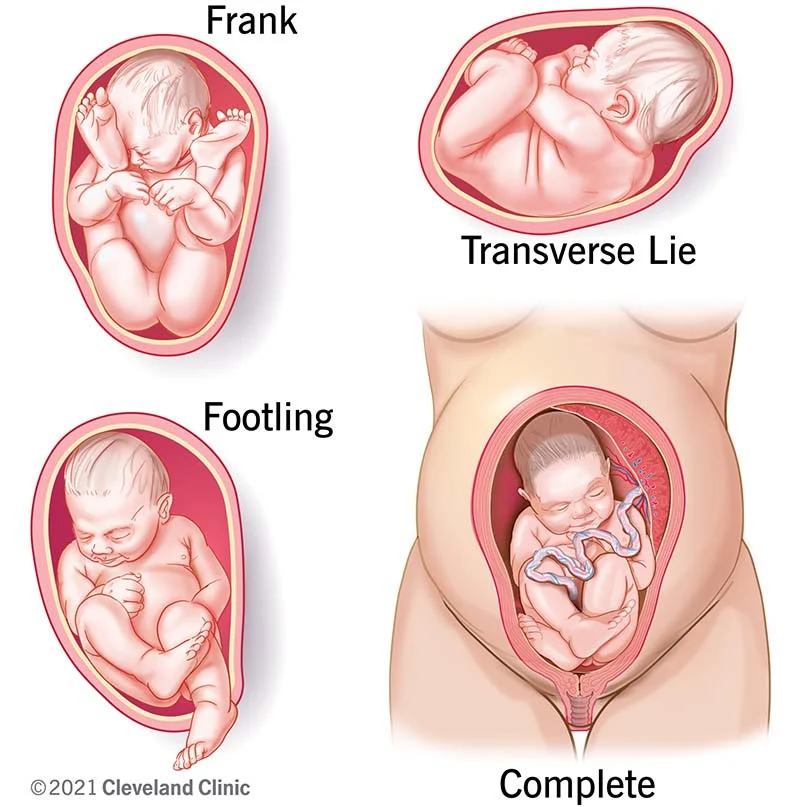 Frank
Transverse Lie
Footling
Complete
©2021 Cleveland Clinic